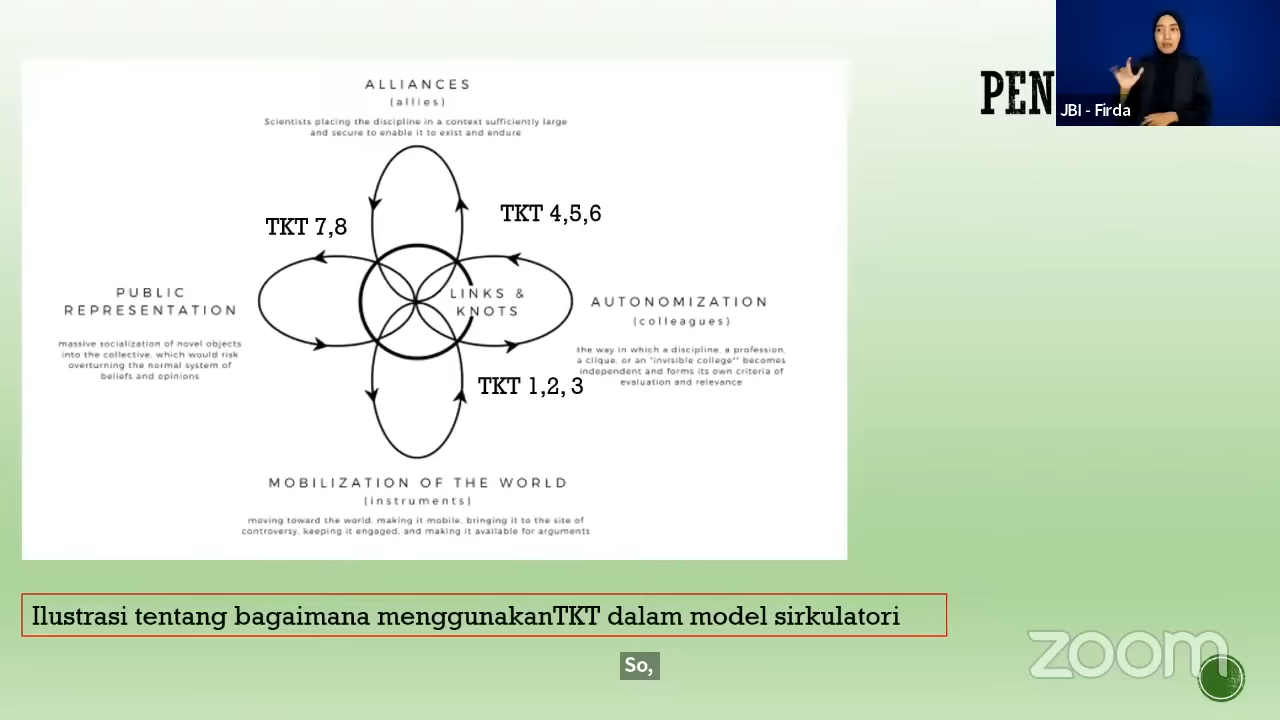 ALLIANCES
(allies)
Scientists placing the discipline in a context sufficiently large
and secure to enable it to exist and endure
PEN
JBI - Firda
TKT 7,8
TKT 4,5,6
PUBLIC
REPRESENTATION
massive socialization of novel objects
into the collective, which would risk
overturning the normal system of
beliefs and opinions
LINKS &
KNOTS
AUTONOMIZATION
(colleagues)
the way in which a discipline, a profession,
a clique, or an "invisible college" becomes
independent and forms its own criteria of
evaluation and relevance
TKT 1,2, 3
MOBILIZATION OF THE WORLD
(instruments)
moving toward the world, making it mobile, bringing it to the site of
controversy, keeping it engaged, and making it available for arguments
Ilustrasi tentang bagaimana menggunakanTKT dalam model sirkulatori
So,
zoom